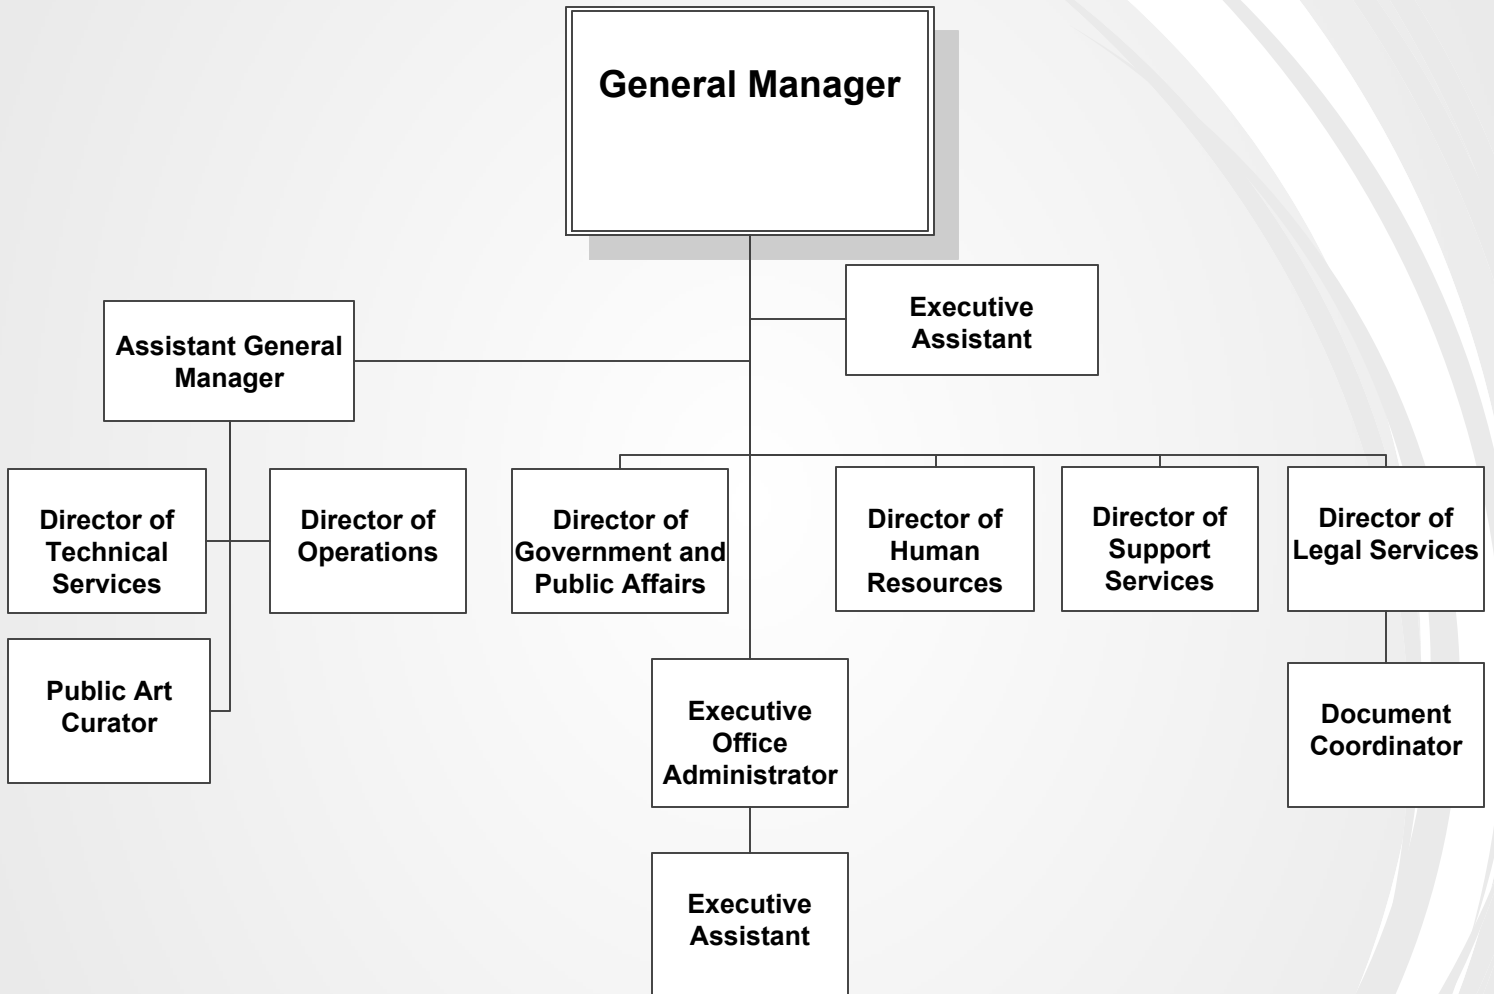 General Manager
Executive
Assistant
Assistant General
Manager
Director of
Technical
Services
Director of
Operations
Director of
Government and
Public Affairs
Director of
Human
Resources
Director of
Support
Services
Director of
Legal Services
Public Art
Curator
Executive
Office
Administrator
Document
Coordinator
Executive
Assistant